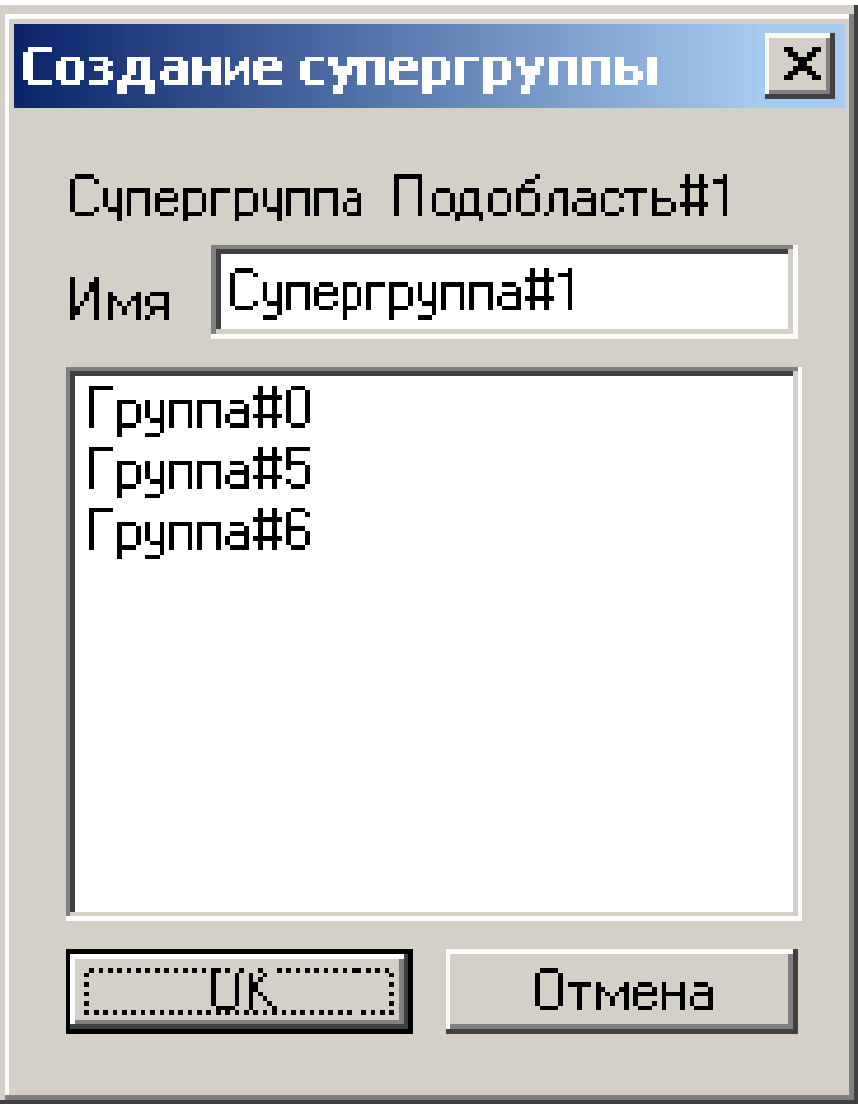 Создание супергруппы
Супергруппа Подобласть#1
Имя Супергруппа#1
Группа#0
Группа#5
Группа#6
OK Отмена